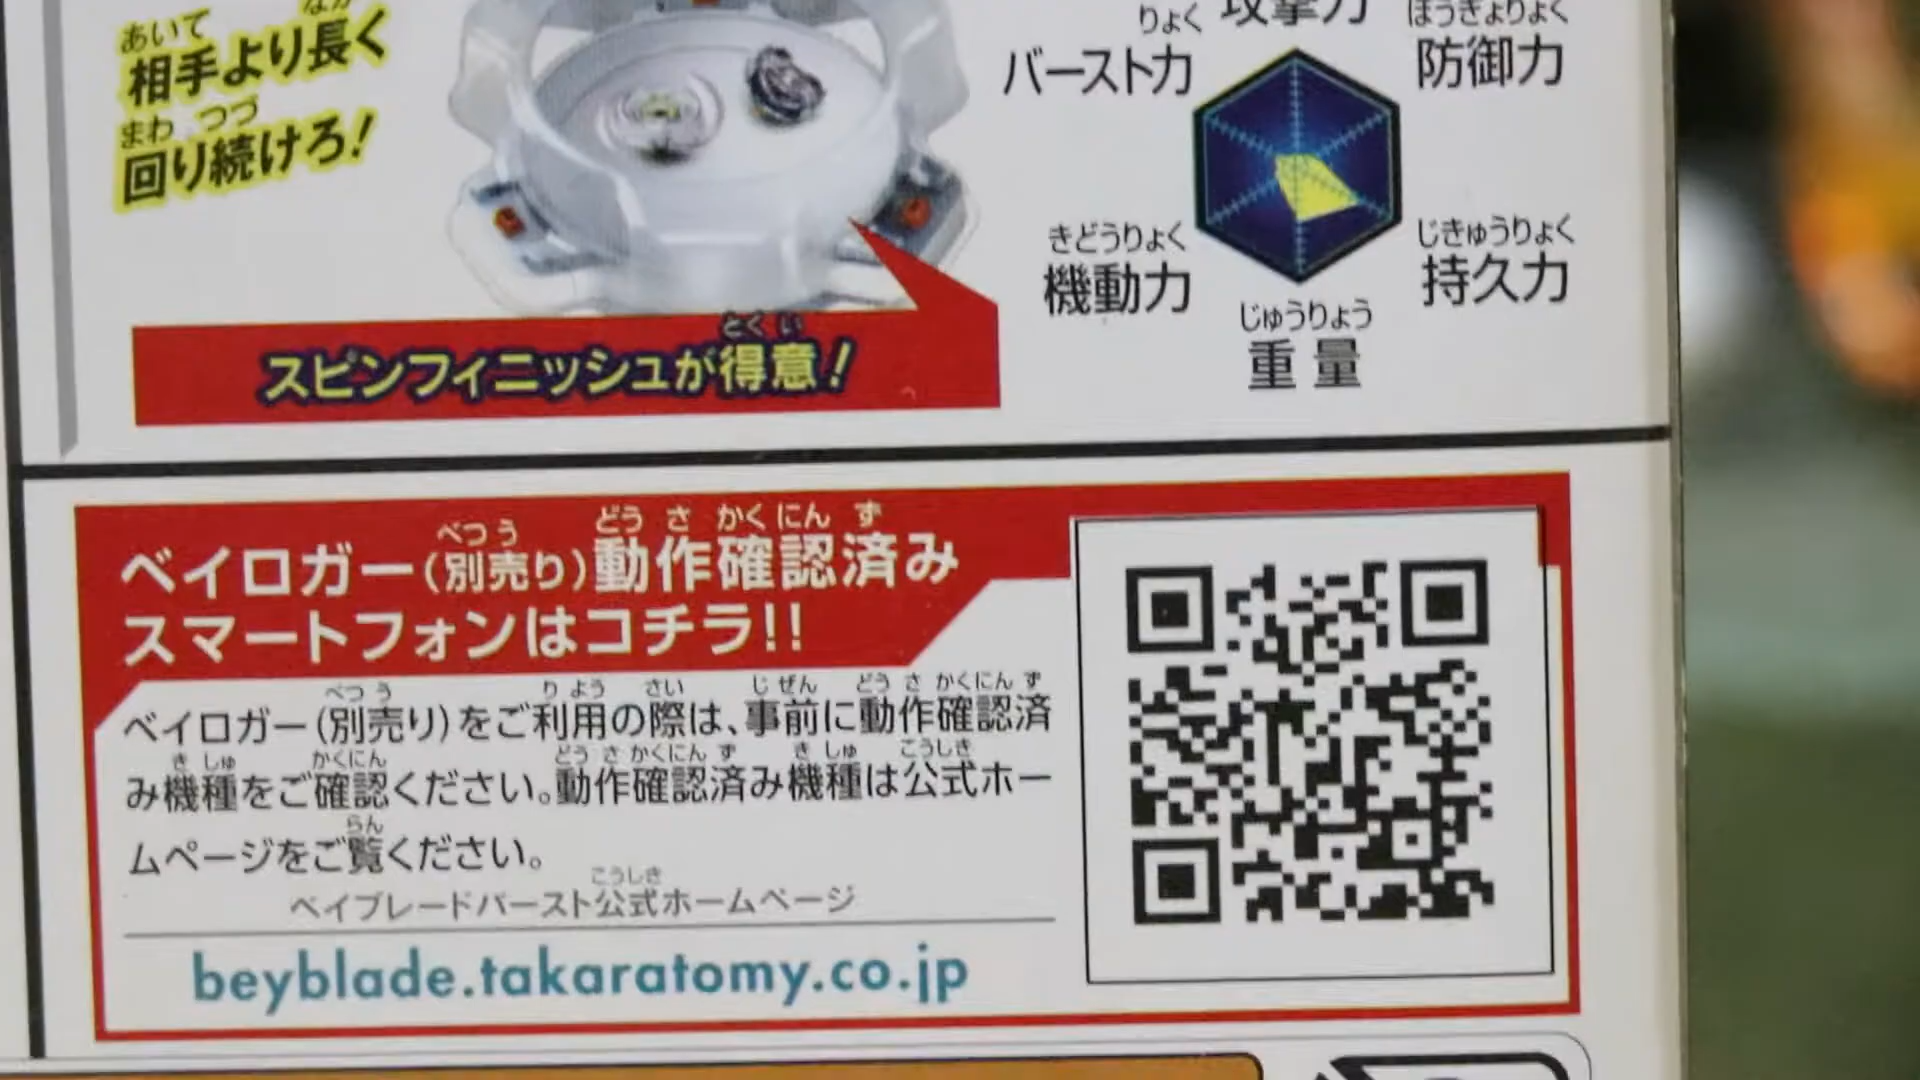 あいて
相手より長く
まわ つづ
回り続けろ!
とくい
スピンフィニッシュが得意!
りょく
バースト力
攻撃力
ぼうぎょりょく
防御力
きどうりょく
機動力
じきゅうりょく
持久力
じゅうりょう
重量
べつう どうさかくにんず
ベイロガー(別売り)動作確認済み
スマートフォンはコチラ!!
べつう りよう さい じぜん どうさかくにんず
ベイロガー(別売り)をご利用の際は、事前に動作確認済
きしゅ かくにん どうさかくにんず きしゅ こうしき
み機種をご確認ください。動作確認済み機種は公式ホー
らん
ムページをご覧ください。
こうしき
ベイブレードバースト公式ホームページ
beyblade.takaratomy.co.jp